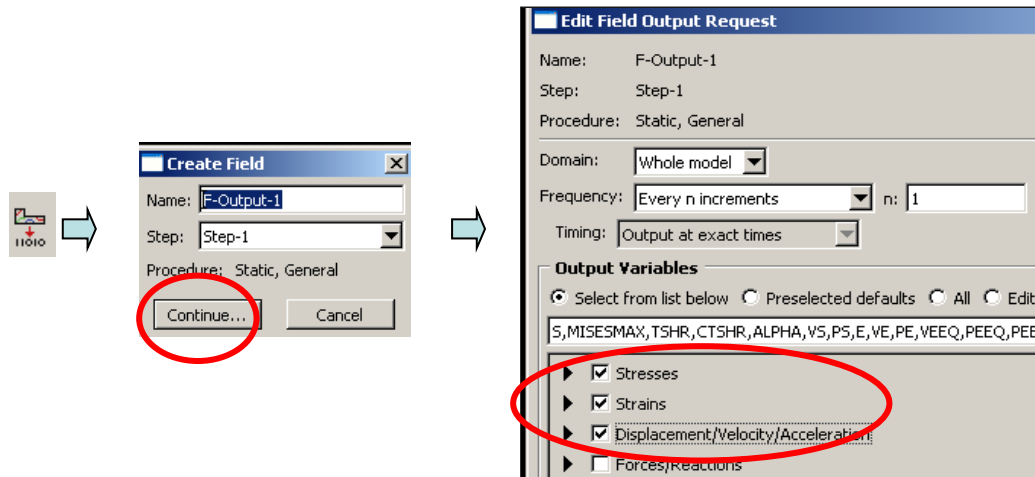 11010
Create Field
Name: F-Output-1
Step: Step-1
Procedure: Static, General
Continue... Cancel
Edit Field Output Request
Name: F-Output-1
Step: Step-1
Procedure: Static, General
Domain: Whole model
Frequency: Every n increments n: 1
Timing: Output at exact times
Output Variables
Select from list below Preselected defaults All Edit
S,MISESMAX,TSHR,CTSHR,ALPHA,VS,PS,E,VE,PE,VEEQ,PEEQ,PEE
Stresses
Strains
Displacement/Velocity/Acceleration
Forces/Reactions